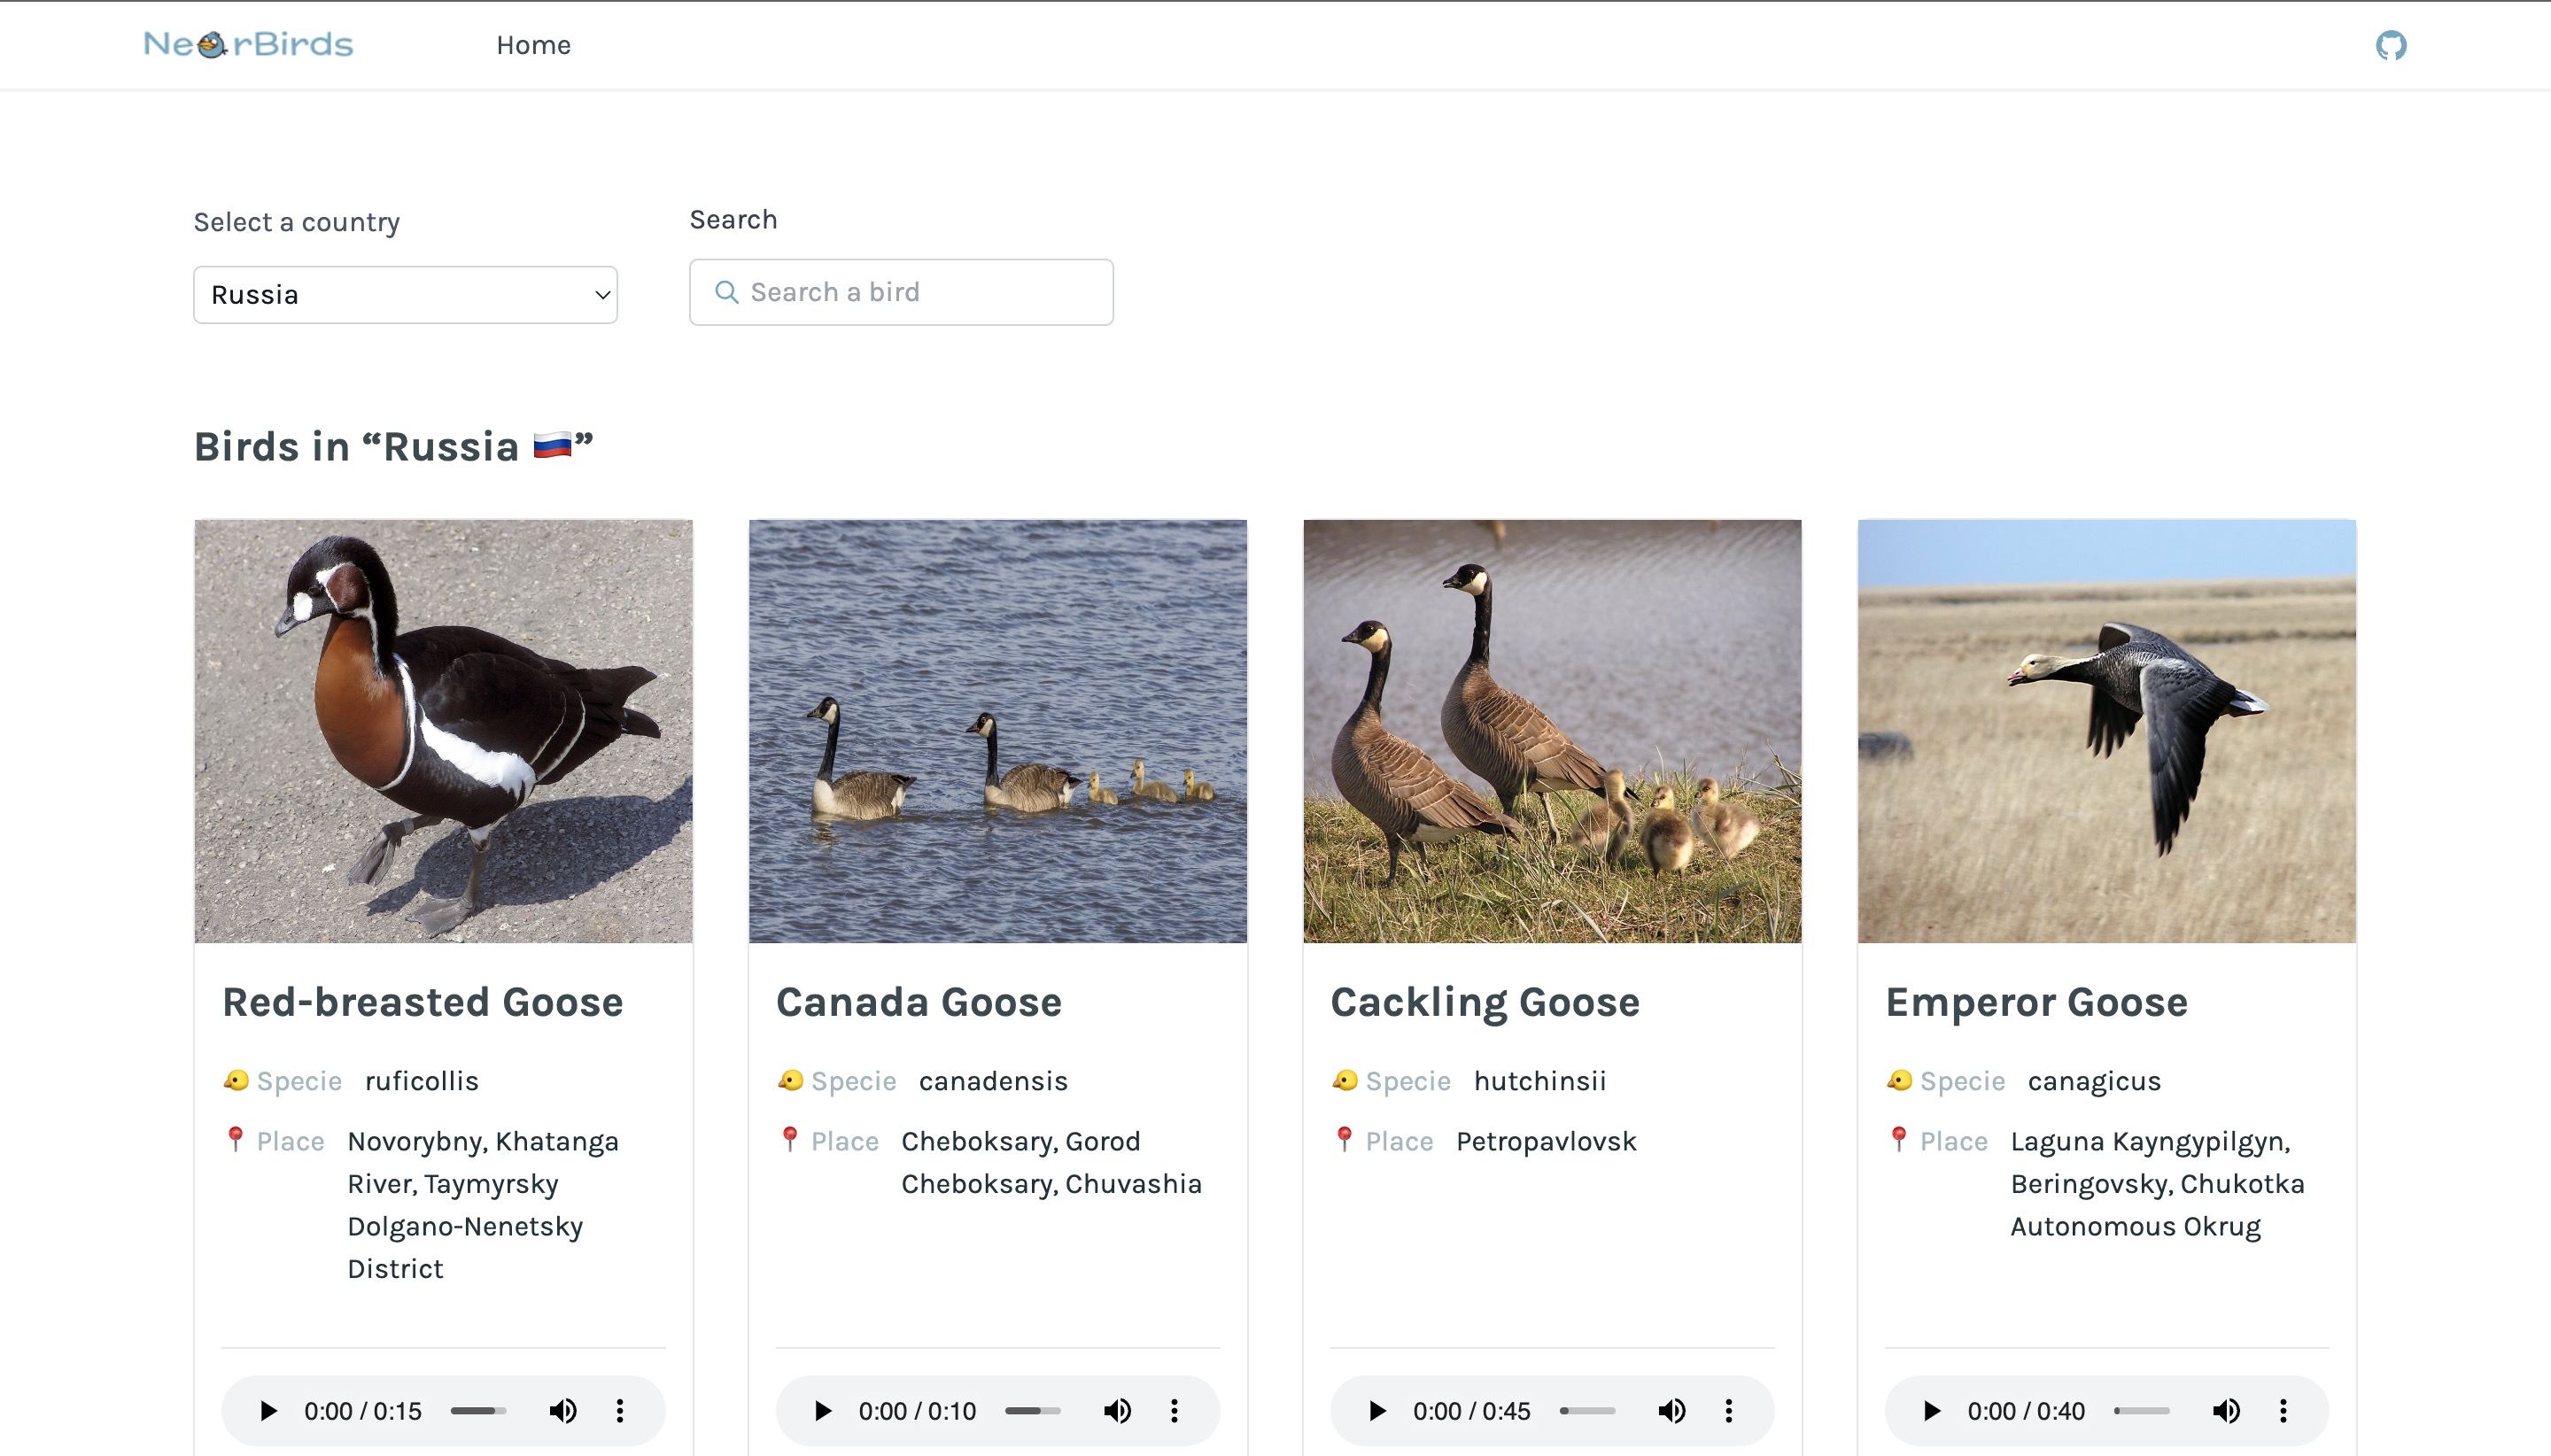 NearBirds
Home
Select a country
Search
Russia
Search a bird
Birds in “Russia 🇷🇺”
Red-breasted Goose
Specie ruficollis
Place Novorybny, Khatanga
River, Taymyrsky
Dolgano-Nenetsky
District
0:00 / 0:15
Canada Goose
Specie canadensis
Place Cheboksary, Gorod
Cheboksary, Chuvashia
0:00 / 0:10
Cackling Goose
Specie hutchinsii
Place Petropavlovsk
0:00 / 0:45
Emperor Goose
Specie canagicus
Place Laguna Kayngypilgyn,
Beringovsky, Chukotka
Autonomous Okrug
0:00 / 0:40